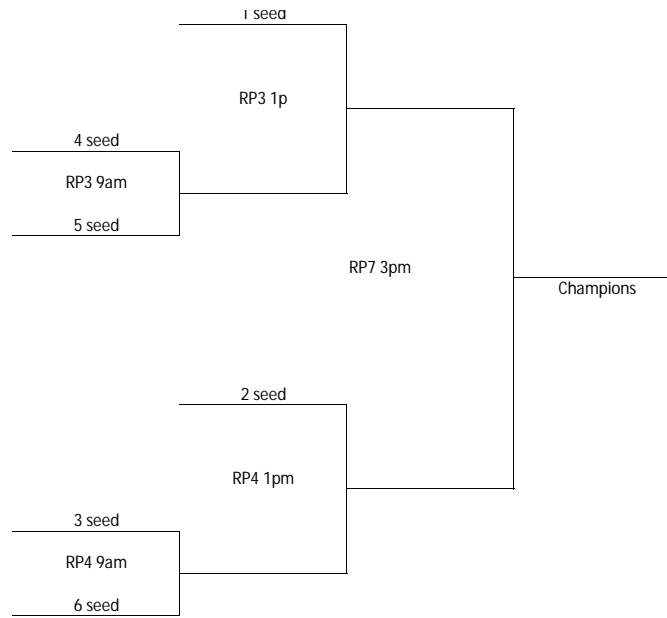 1 seed
RP3 1p
4 seed
RP3 9am
5 seed
RP7 3pm
Champions
2 seed
RP4 1pm
3 seed
RP4 9am
6 seed